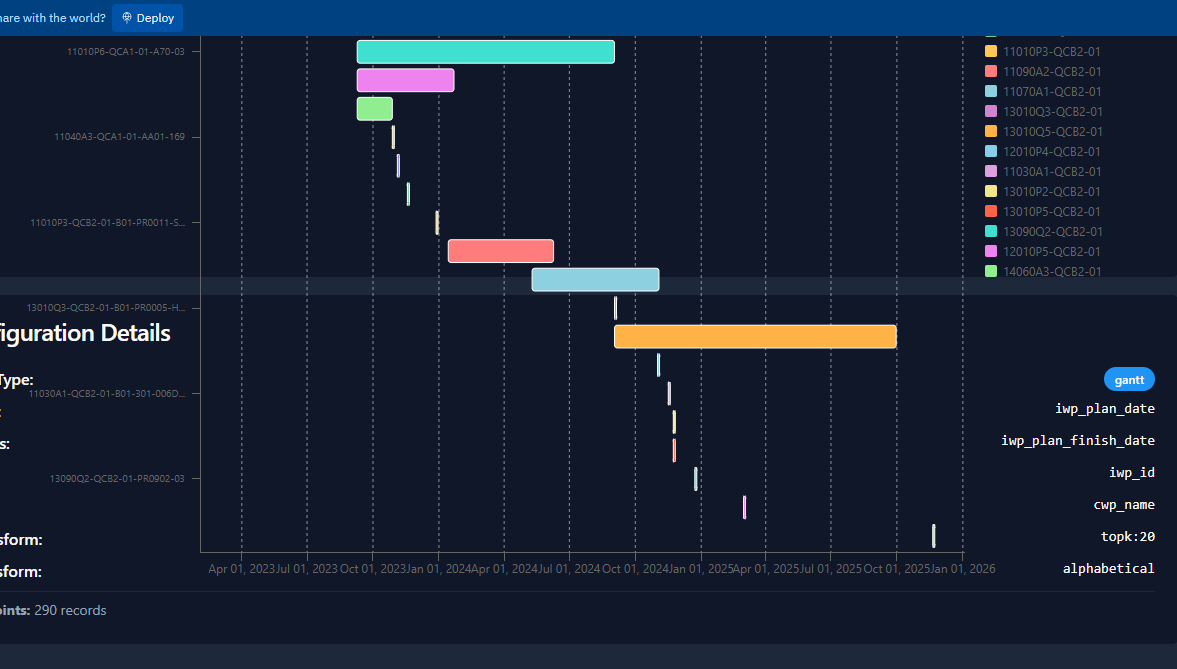 hare with the world? Deploy
11010P6-QCA1-01-A70-03
11040A3-QCA1-01-AA01-169
11010P3-QCB2-01-B01-PR0011-S...
13010Q3-QCB2-01-B01-PR0005-H...
11030A1-QCB2-01-B01-301-006D...
13090Q2-QCB2-01-PR0902-03
11010P3-QCB2-01
11090A2-QCB2-01
11070A1-QCB2-01
13010Q3-QCB2-01
13010Q5-QCB2-01
12010P4-QCB2-01
11030A1-QCB2-01
13010P2-QCB2-01
13010P5-QCB2-01
13090Q2-QCB2-01
12010P5-QCB2-01
14060A3-QCB2-01
Apr 01, 2023 Jul 01, 2023 Oct 01, 2023 Jan 01, 2024 Apr 01, 2024 Jul 01, 2024 Oct 01, 2024 Jan 01, 2025 Apr 01, 2025 Jul 01, 2025 Oct 01, 2025 Jan 01, 2026
figuration Details
Type: gantt
: iwp_plan_date
s: iwp_plan_finish_date
iwp_id
cwp_name
sform: topk:20
sform: alphabetical
ints: 290 records